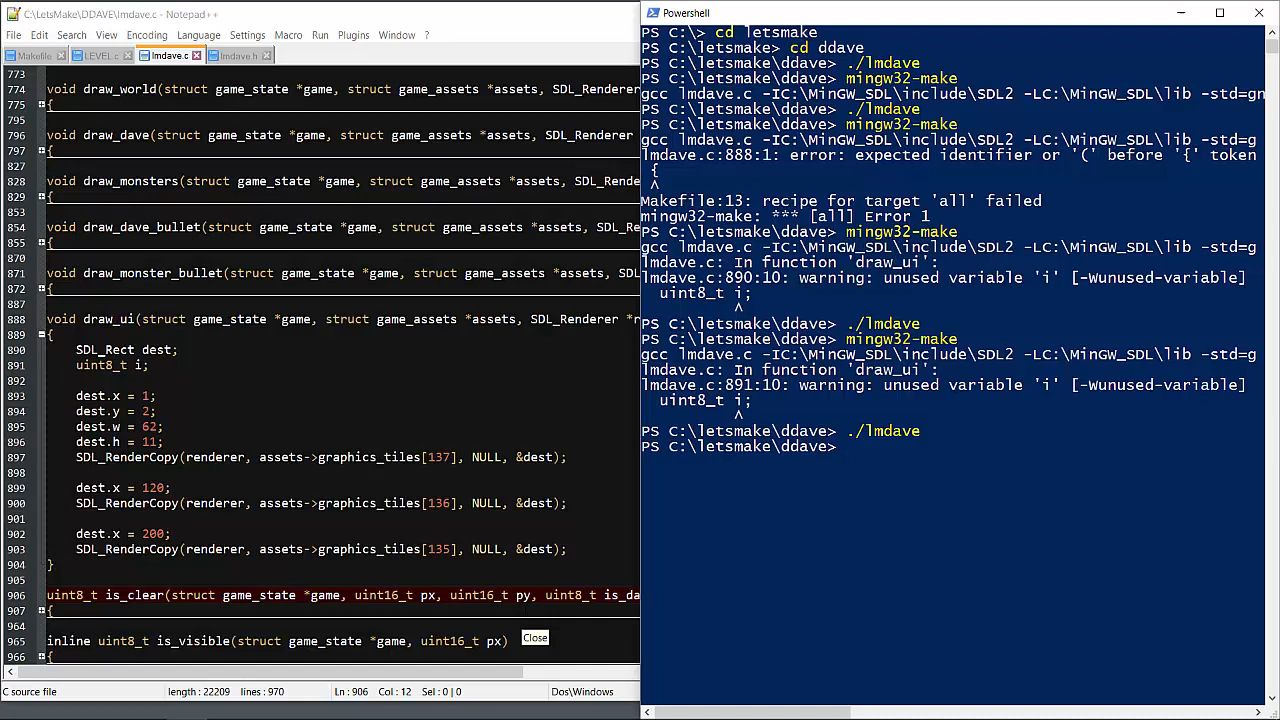 C:\LetsMake\DDAVE\lmdave.c - Notepad++
File Edit Search View Encoding Language Settings Macro Run Plugins Window ?
Makefile LEVEL.c lmdave.c lmdave.h
773
774 void draw_world(struct game_state *game, struct game_assets *assets, SDL_Renderer
775 {
795
796 void draw_dave(struct game_state *game, struct game_assets *assets, SDL_Renderer
797 {
827
828 void draw_monsters(struct game_state *game, struct game_assets *assets, SDL_Rende
829 {
853
854 void draw_dave_bullet(struct game_state *game, struct game_assets *assets, SDL_Re
855 {
870
871 void draw_monster_bullet(struct game_state *game, struct game_assets *assets, SDL
872 {
887
888 void draw_ui(struct game_state *game, struct game_assets *assets, SDL_Renderer *r
889 {
890 SDL_Rect dest;
891 uint8_t i;
892
893 dest.x = 1;
894 dest.y = 2;
895 dest.w = 62;
896 dest.h = 11;
897 SDL_RenderCopy(renderer, assets->graphics_tiles[137], NULL, &dest);
898
899 dest.x = 120;
900 SDL_RenderCopy(renderer, assets->graphics_tiles[136], NULL, &dest);
901
902 dest.x = 200;
903 SDL_RenderCopy(renderer, assets->graphics_tiles[135], NULL, &dest);
904 }
905
906 uint8_t is_clear(struct game_state *game, uint16_t px, uint16_t py, uint8_t is_da
907 {
964
965 inline uint8_t is_visible(struct game_state *game, uint16_t px)
966 {
Close
C source file length : 22209 lines : 970 Ln : 906 Col : 12 Sel : 0 | 0 Dos\Windows
Powershell
PS C:\> cd letsmake
PS C:\letsmake> cd ddave
PS C:\letsmake\ddave> ./lmdave
PS C:\letsmake\ddave> mingw32-make
gcc lmdave.c -IC:\MinGW_SDL\include\SDL2 -LC:\MinGW_SDL\lib -std=gn
PS C:\letsmake\ddave> ./lmdave
PS C:\letsmake\ddave> mingw32-make
gcc lmdave.c -IC:\MinGW_SDL\include\SDL2 -LC:\MinGW_SDL\lib -std=g
lmdave.c:888:1: error: expected identifier or '(' before '{' token
{
^
Makefile:13: recipe for target 'all' failed
mingw32-make: *** [all] Error 1
PS C:\letsmake\ddave> mingw32-make
gcc lmdave.c -IC:\MinGW_SDL\include\SDL2 -LC:\MinGW_SDL\lib -std=g
lmdave.c: In function 'draw_ui':
lmdave.c:890:10: warning: unused variable 'i' [-Wunused-variable]
uint8_t i;
^
PS C:\letsmake\ddave> ./lmdave
PS C:\letsmake\ddave> mingw32-make
gcc lmdave.c -IC:\MinGW_SDL\include\SDL2 -LC:\MinGW_SDL\lib -std=g
lmdave.c: In function 'draw_ui':
lmdave.c:891:10: warning: unused variable 'i' [-Wunused-variable]
uint8_t i;
^
PS C:\letsmake\ddave> ./lmdave
PS C:\letsmake\ddave>